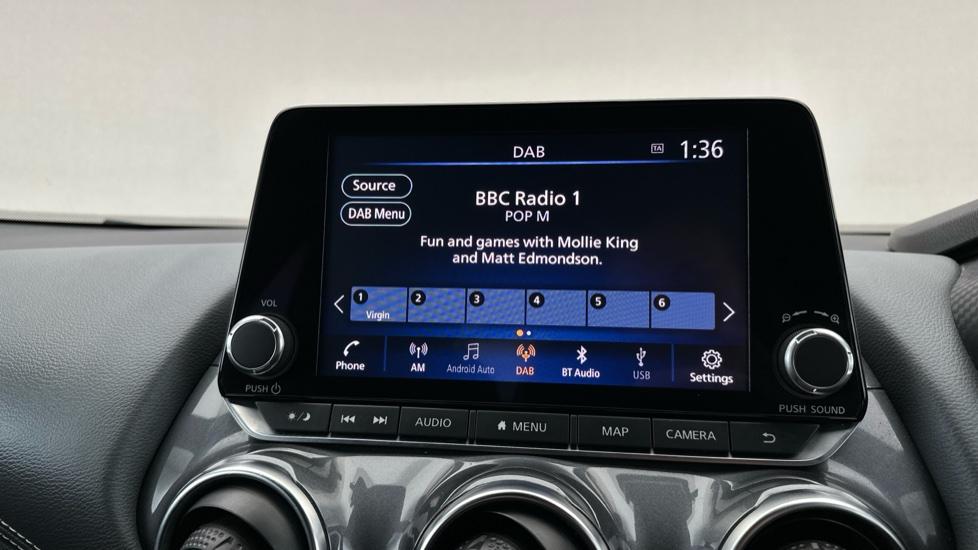 DAB
TA
1:36
Source
BBC Radio 1
DAB Menu
POP M
Fun and games with Mollie King
and Matt Edmondson.
1 2 3 4 5 6
Virgin
Phone AM Android Auto DAB BT Audio USB Settings
VOL
PUSH
PUSH SOUND
AUDIO MENU MAP CAMERA